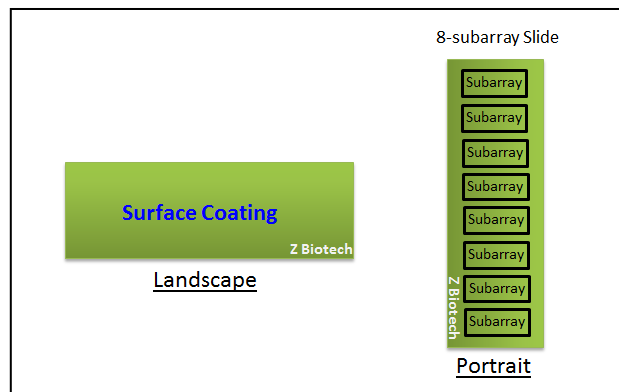 8-subarray Slide
Subarray
Subarray
Subarray
Subarray
Subarray
Subarray
Subarray
Subarray
Z Biotech
Portrait
Surface Coating
Z Biotech
Landscape